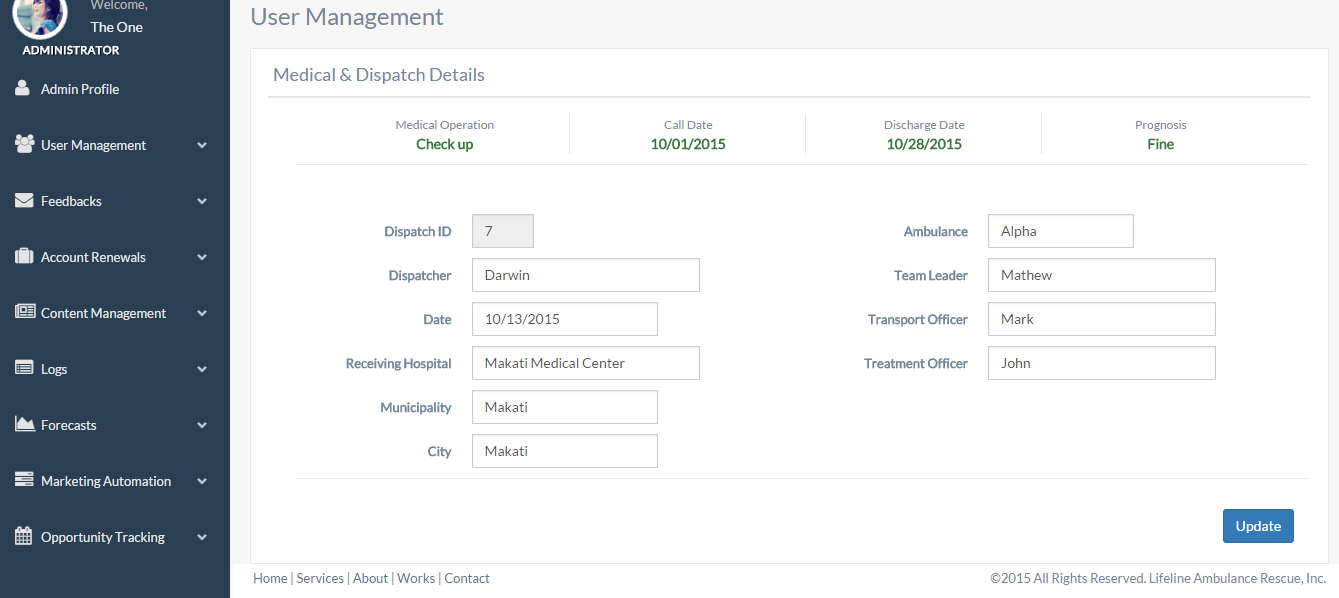 Welcome,
The One
ADMINISTRATOR
Admin Profile
User Management
Feedbacks
Account Renewals
Content Management
Logs
Forecasts
Marketing Automation
Opportunity Tracking
User Management
Medical & Dispatch Details
Medical Operation
Check up
Call Date
10/01/2015
Discharge Date
10/28/2015
Prognosis
Fine
Dispatch ID 7
Dispatcher Darwin
Date 10/13/2015
Receiving Hospital Makati Medical Center
Municipality Makati
City Makati
Ambulance Alpha
Team Leader Mathew
Transport Officer Mark
Treatment Officer John
Update
Home | Services | About | Works | Contact
©2015 All Rights Reserved. Lifeline Ambulance Rescue, Inc.